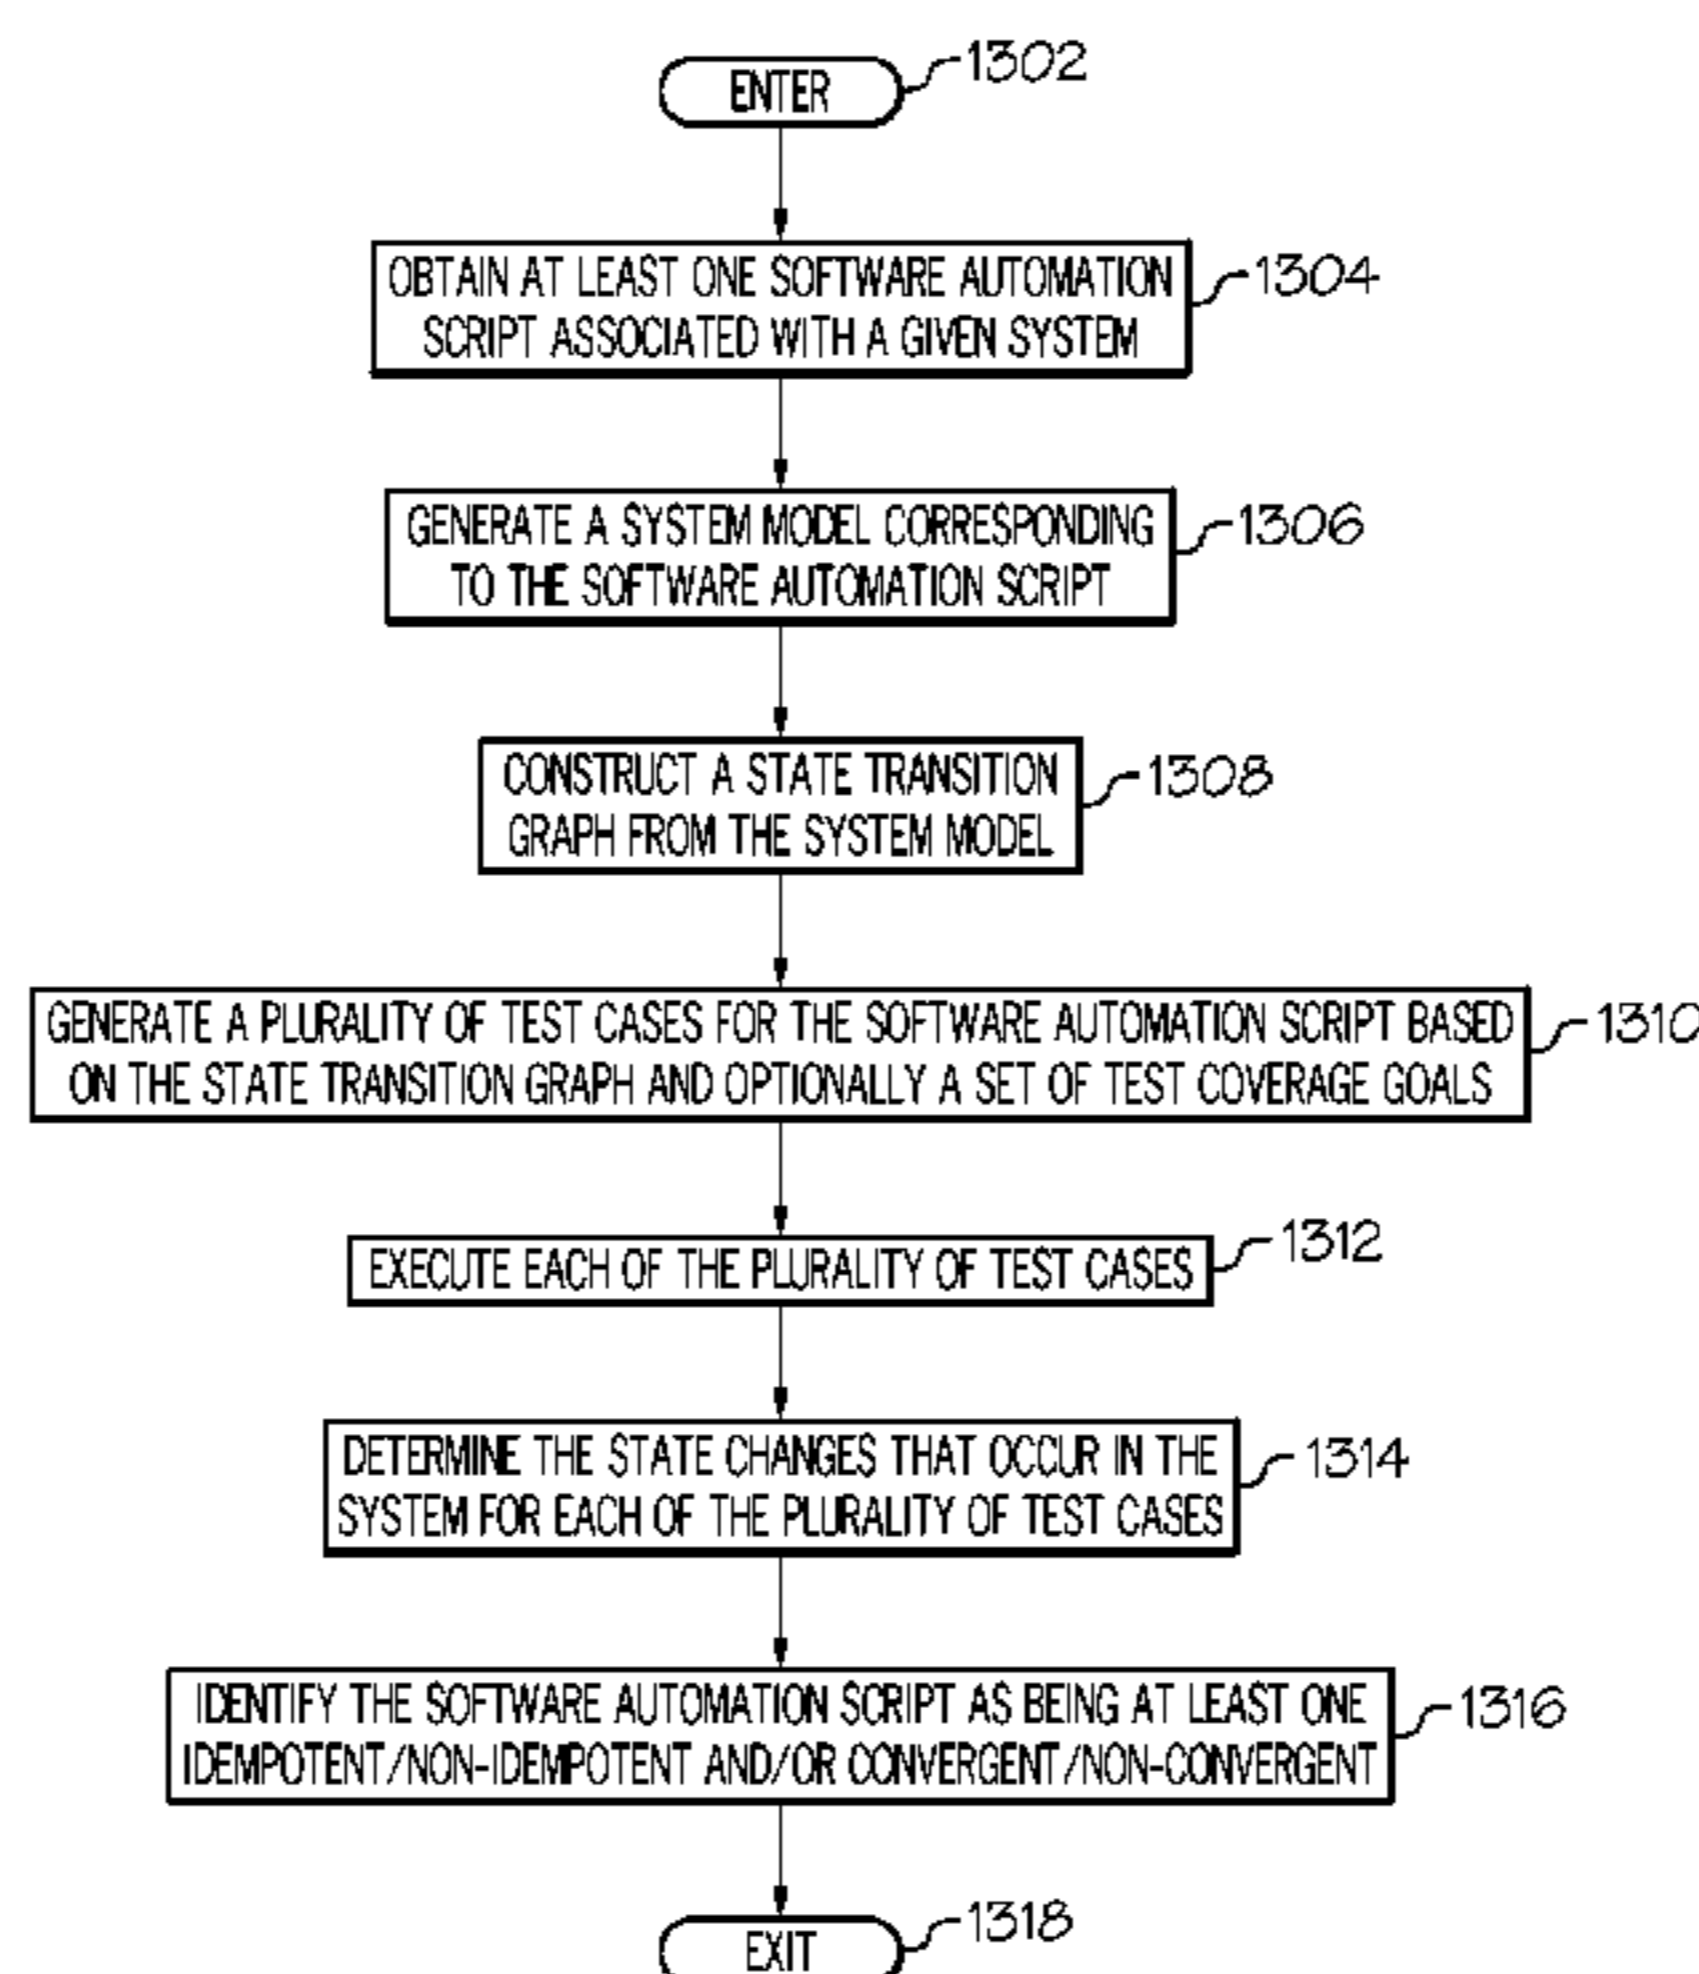 ENTER
1302
OBTAIN AT LEAST ONE SOFTWARE AUTOMATION
SCRIPT ASSOCIATED WITH A GIVEN SYSTEM
1304
GENERATE A SYSTEM MODEL CORRESPONDING
TO THE SOFTWARE AUTOMATION SCRIPT
1306
CONSTRUCT A STATE TRANSITION
GRAPH FROM THE SYSTEM MODEL
1308
GENERATE A PLURALITY OF TEST CASES FOR THE SOFTWARE AUTOMATION SCRIPT BASED
ON THE STATE TRANSITION GRAPH AND OPTIONALLY A SET OF TEST COVERAGE GOALS
1310
EXECUTE EACH OF THE PLURALITY OF TEST CASES
1312
DETERMINE THE STATE CHANGES THAT OCCUR IN THE
SYSTEM FOR EACH OF THE PLURALITY OF TEST CASES
1314
IDENTIFY THE SOFTWARE AUTOMATION SCRIPT AS BEING AT LEAST ONE
IDEMPOTENT/NON-IDEMPOTENT AND/OR CONVERGENT/NON-CONVERGENT
1316
EXIT
1318